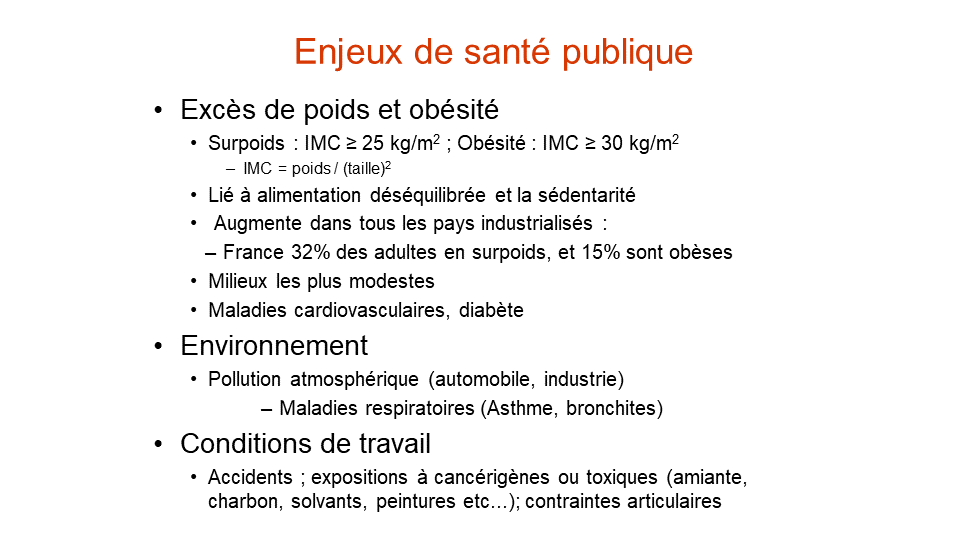 Enjeux de santé publique
• Excès de poids et obésité
• Surpoids : IMC ≥ 25 kg/m² ; Obésité : IMC ≥ 30 kg/m²
– IMC = poids / (taille)²
• Lié à alimentation déséquilibrée et la sédentarité
• Augmente dans tous les pays industrialisés :
– France 32% des adultes en surpoids, et 15% sont obèses
• Milieux les plus modestes
• Maladies cardiovasculaires, diabète
• Environnement
• Pollution atmosphérique (automobile, industrie)
– Maladies respiratoires (Asthme, bronchites)
• Conditions de travail
• Accidents ; expositions à cancérigènes ou toxiques (amiante,
charbon, solvants, peintures etc…); contraintes articulaires